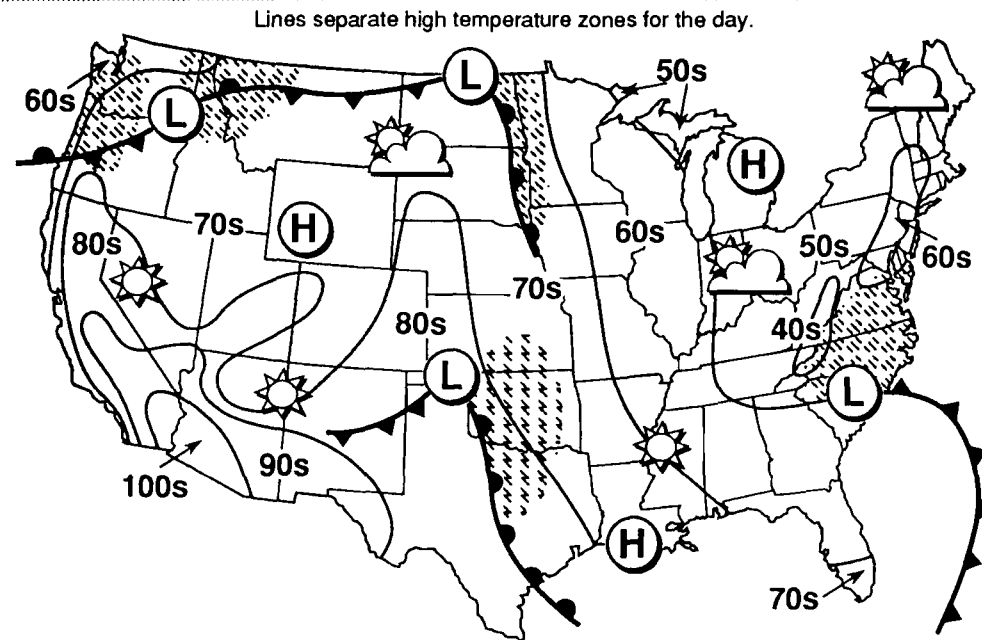 Lines separate high temperature zones for the day.
L
50s
60s
L
H
80s
70s
H
60s
50s
60s
70s
80s
40s
L
L
90s
100s
H
70s